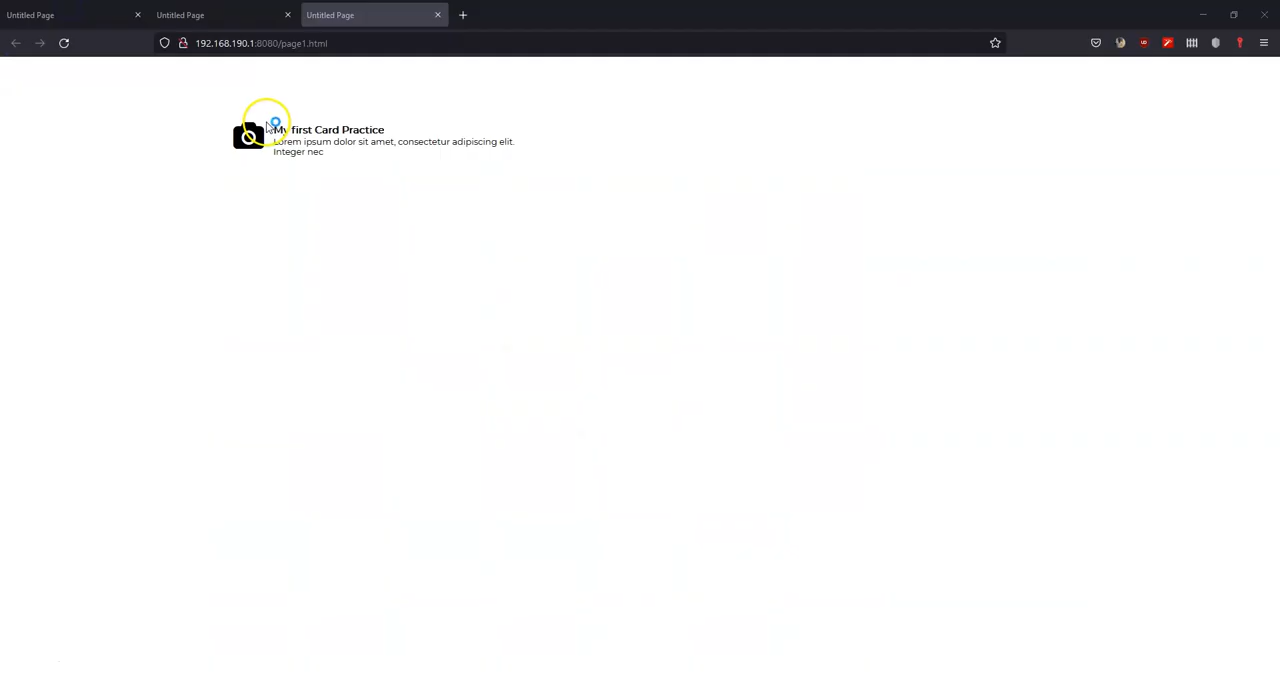 Untitled Page
Untitled Page
Untitled Page
192.168.190.1:8080/page1.html
My first Card Practice
Lorem ipsum dolor sit amet, consectetur adipiscing elit.
Integer nec